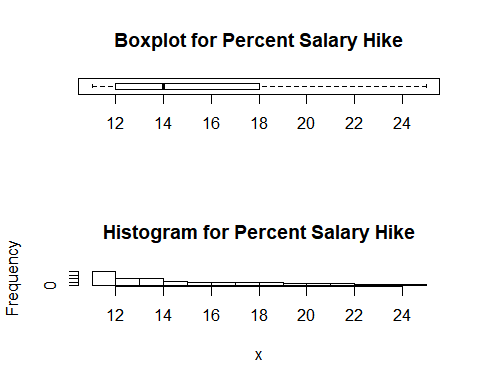 Boxplot for Percent Salary Hike
12 14 16 18 20 22 24
Histogram for Percent Salary Hike
Frequency
0
12 14 16 18 20 22 24
x